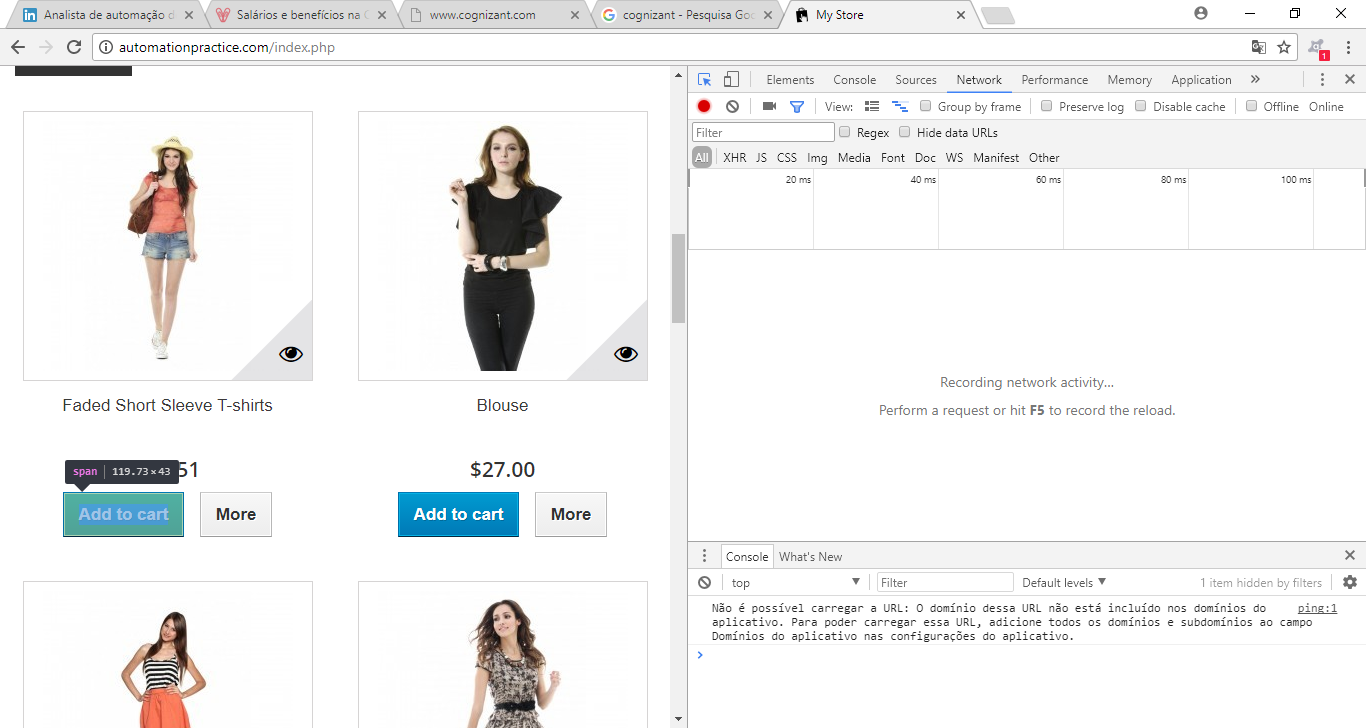 Analista de automação d
Salários e benefícios na C
www.cognizant.com
cognizant - Pesquisa Goo
My Store
automationpractice.com/index.php
1
Elements Console Sources Network Performance Memory Application
View: Group by frame Preserve log Disable cache Offline Online
Filter Regex Hide data URLs
All XHR JS CSS Img Media Font Doc WS Manifest Other
20 ms 40 ms 60 ms 80 ms 100 ms
Recording network activity...
Perform a request or hit F5 to record the reload.
Faded Short Sleeve T-shirts
Blouse
span 119.73 × 43
51
$27.00
Add to cart More
Add to cart More
Console What's New
top Filter Default levels 1 item hidden by filters
Não é possível carregar a URL: O domínio dessa URL não está incluído nos domínios do ping:1
aplicativo. Para poder carregar essa URL, adicione todos os domínios e subdomínios ao campo
Domínios do aplicativo nas configurações do aplicativo.